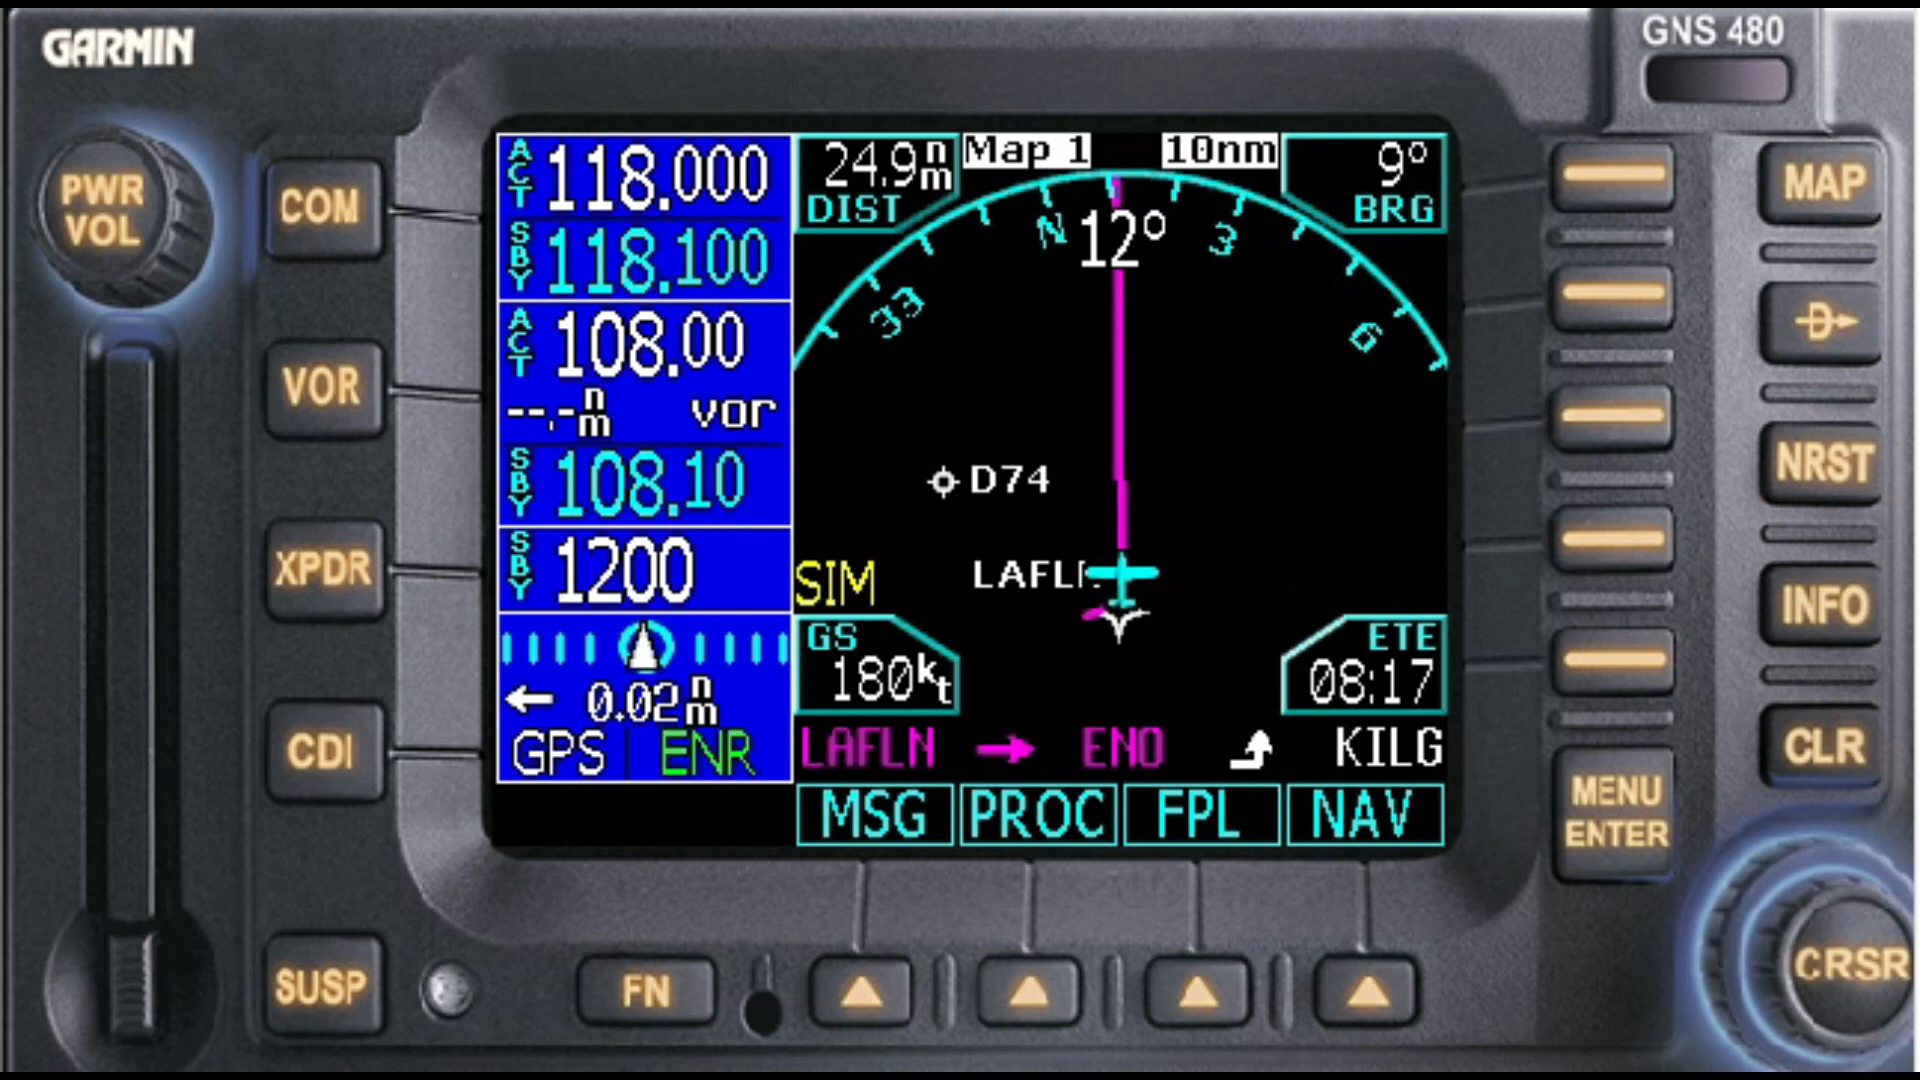 GARMIN
GNS 480
PWR
VOL
COM
VOR
XPDR
CDI
SUSP
ACT 118.000
SBY 118.100
ACT 108.00
--.-nm vor
SBY 108.10
SBY 1200
← 0.02nm
GPS ENR
24.9nm
DIST
Map 1
10nm
9°
BRG
33 N 12° 3 6
D74
LAFLN
SIM
GS
180kt
ETE
08:17
LAFLN → ENO KILG
MSG PROC FPL NAV
FN
MAP
D
NRST
INFO
CLR
MENU
ENTER
CRSR